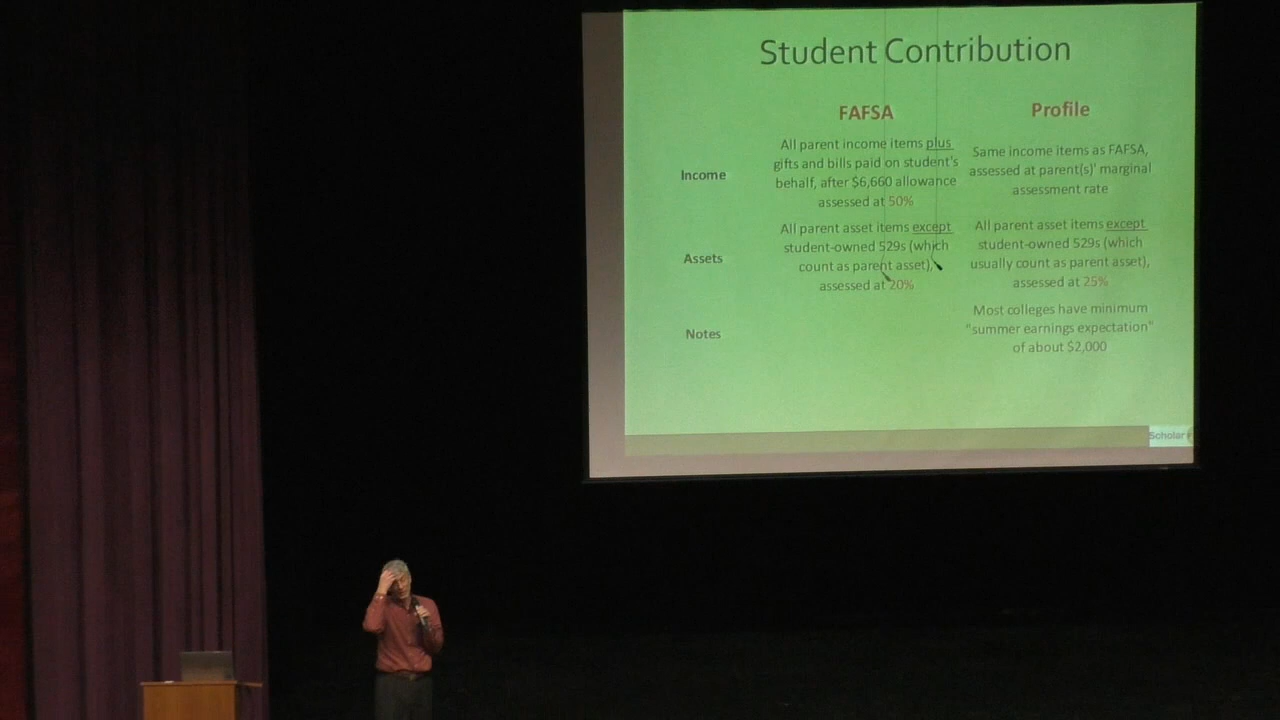 Student Contribution
FAFSA
Profile
Income
All parent income items plus
gifts and bills paid on student's
behalf, after $6,660 allowance
assessed at 50%
Same income items as FAFSA,
assessed at parent(s)' marginal
assessment rate
Assets
All parent asset items except
student-owned 529s (which
count as parent asset),
assessed at 20%
All parent asset items except
student-owned 529s (which
usually count as parent asset),
assessed at 25%
Notes
Most colleges have minimum
"summer earnings expectation"
of about $2,000
Scholar